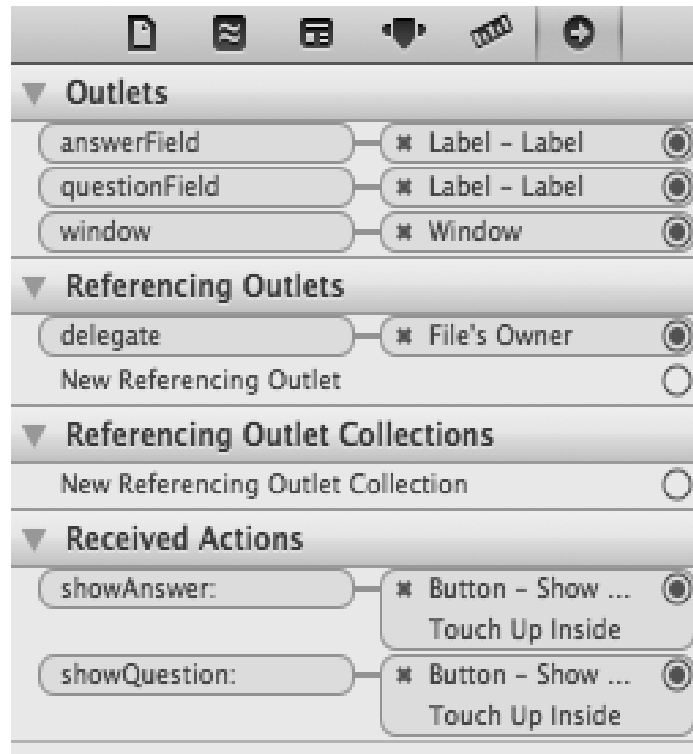 Outlets
answerField Label – Label
questionField Label – Label
window Window
Referencing Outlets
delegate File's Owner
New Referencing Outlet
Referencing Outlet Collections
New Referencing Outlet Collection
Received Actions
showAnswer: Button – Show ...
Touch Up Inside
showQuestion: Button – Show ...
Touch Up Inside